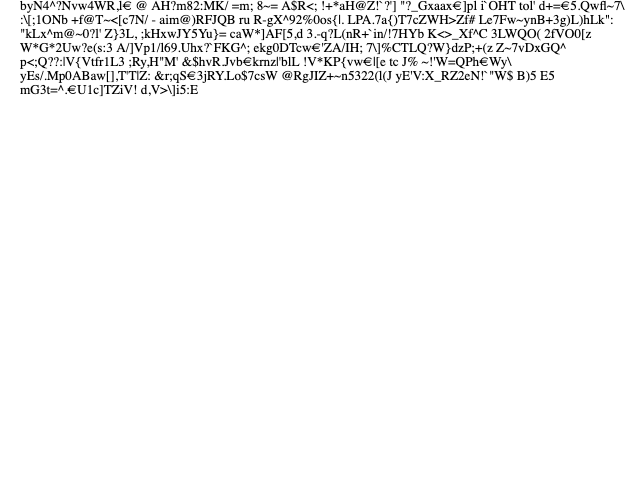 byN4^?Nvw4WR,l€ @ AH?m82:MK/ =m; 8~= A$R<; !+*aH@Z!`?'] "?_Gxaax€]pl i`OHT tol' d+=€5.Qwfl~7\
:\[;1ONb +f@T~<[c7N/ - aim@)RFJQB ru R-gX^92%0os{|. LPA.7a{)T7cZWH>Zf# Le7Fw~ynB+3g)L)hLk":
"kLx^m@~0?l' Z}3L, ;kHxwJY5Yu}= caW*]AF[5,d 3.-q?L(nR+`in/!7HYb K<>_Xf^C 3LWQO( 2fVO0[z
W*G*2Uw?e(s:3 A/]Vp1/l69.Uhx?`FKG^; ekg0DTcw€'ZA/IH; 7\]%CTLQ?W}dzP;+(z Z~7vDxGQ^
p<;Q??:lV{Vtfr1L3 ;Ry,H"M' &$hvR.Jvb€krnz|'blL !V*KP{vw€|[e tc J% ~!'W=QPh€Wy\
yEs/.Mp0ABaw[],T'T'lZ: &r;qS€3jRY.Lo$7csW @RgJIZ+~n5322(l(J yE'V:X_RZ2eN!`"W$ B)5 E5
mG3t=^.€U1c]TZiV! d,V>\]i5:E